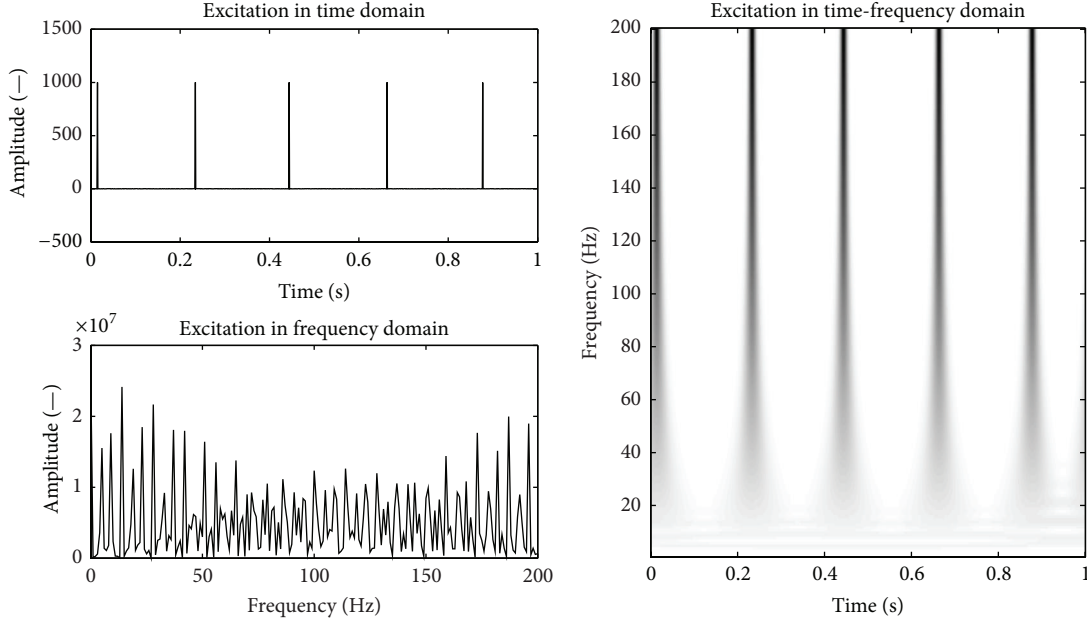 Excitation in time domain
1500
1000
500
0
−500
Amplitude (—)
0 0.2 0.4 0.6 0.8 1
Time (s)
Excitation in frequency domain
×10^7
3
2
1
0
Amplitude (—)
0 50 100 150 200
Frequency (Hz)
Excitation in time-frequency domain
200
180
160
140
120
100
80
60
40
20
Frequency (Hz)
0 0.2 0.4 0.6 0.8 1
Time (s)